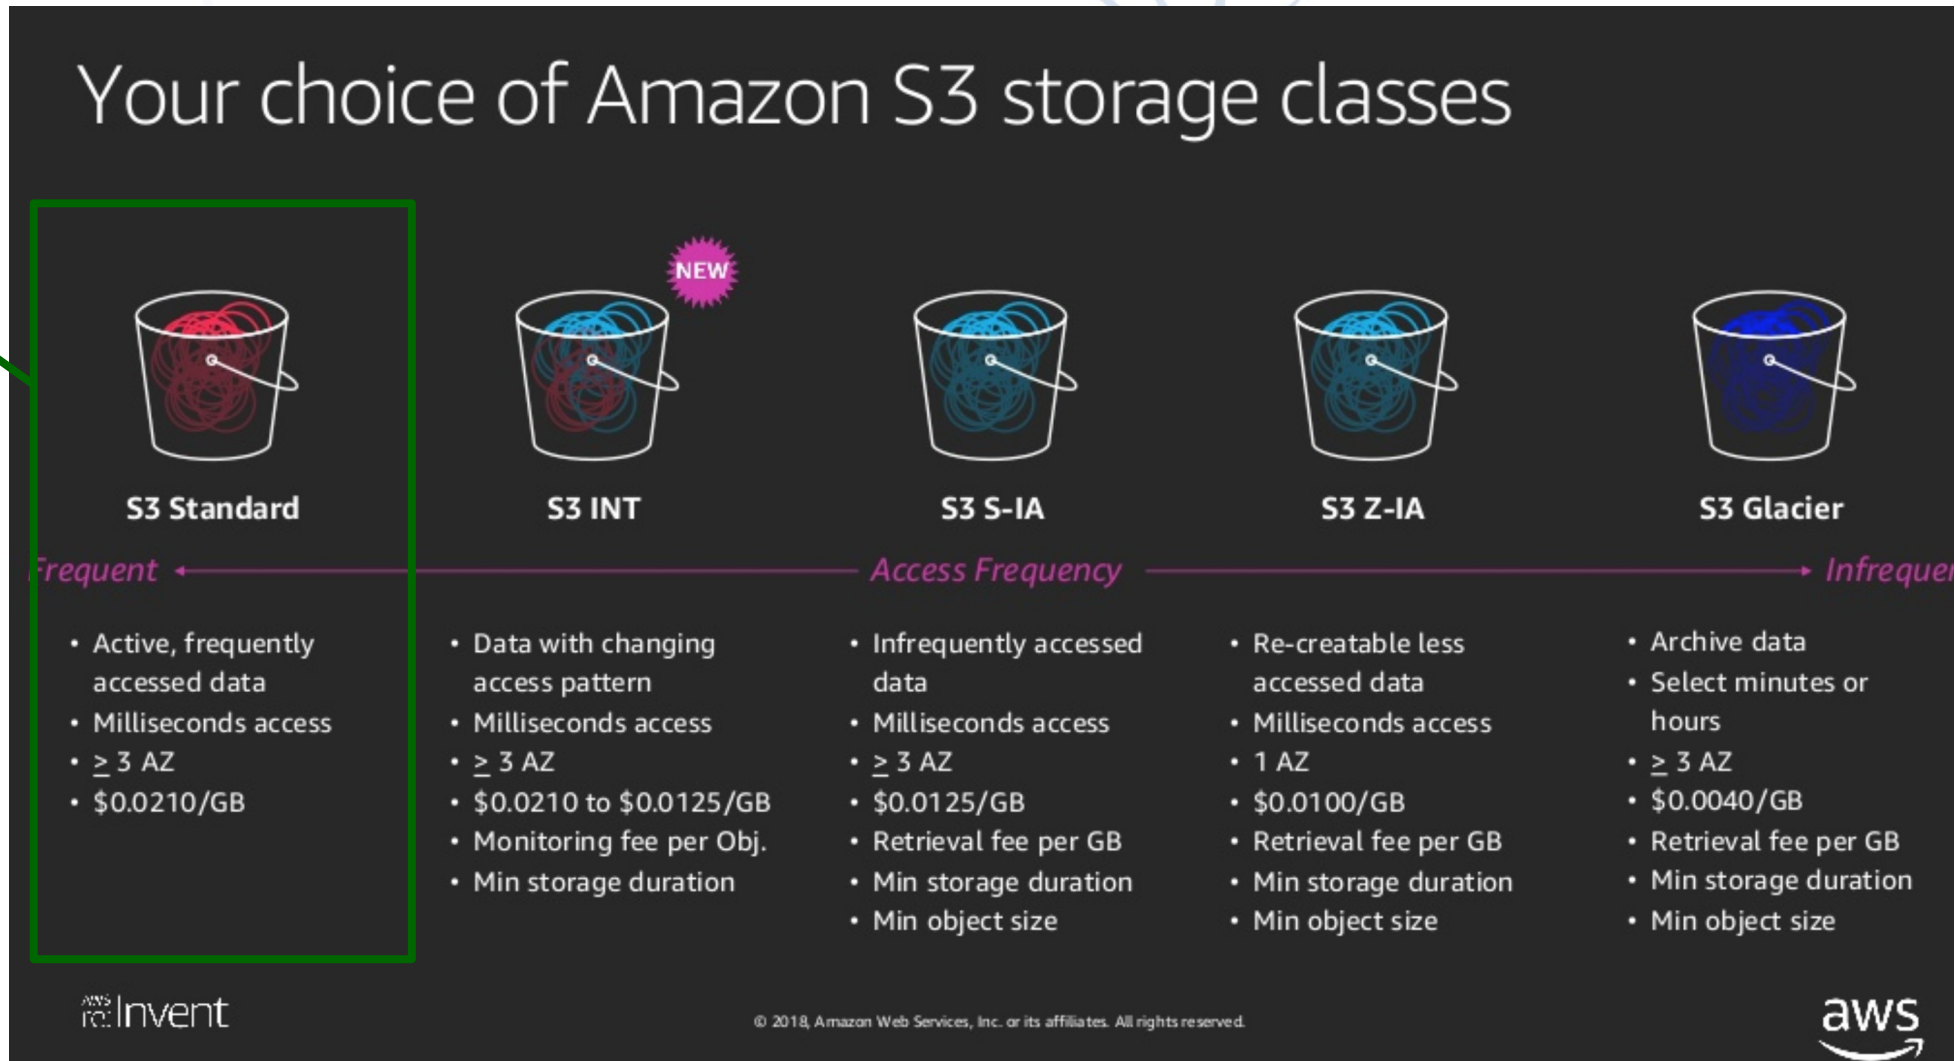 Your choice of Amazon S3 storage classes
NEW
S3 Standard
S3 INT
S3 S-IA
S3 Z-IA
S3 Glacier
Frequent
Access Frequency
Infrequen
• Active, frequently
accessed data
• Milliseconds access
• ≥ 3 AZ
• $0.0210/GB
• Data with changing
access pattern
• Milliseconds access
• ≥ 3 AZ
• $0.0210 to $0.0125/GB
• Monitoring fee per Obj.
• Min storage duration
• Infrequently accessed
data
• Milliseconds access
• ≥ 3 AZ
• $0.0125/GB
• Retrieval fee per GB
• Min storage duration
• Min object size
• Re-creatable less
accessed data
• Milliseconds access
• 1 AZ
• $0.0100/GB
• Retrieval fee per GB
• Min storage duration
• Min object size
• Archive data
• Select minutes or
hours
• ≥ 3 AZ
• $0.0040/GB
• Retrieval fee per GB
• Min storage duration
• Min object size
aws
re:Invent
© 2018, Amazon Web Services, Inc. or its affiliates. All rights reserved.
aws